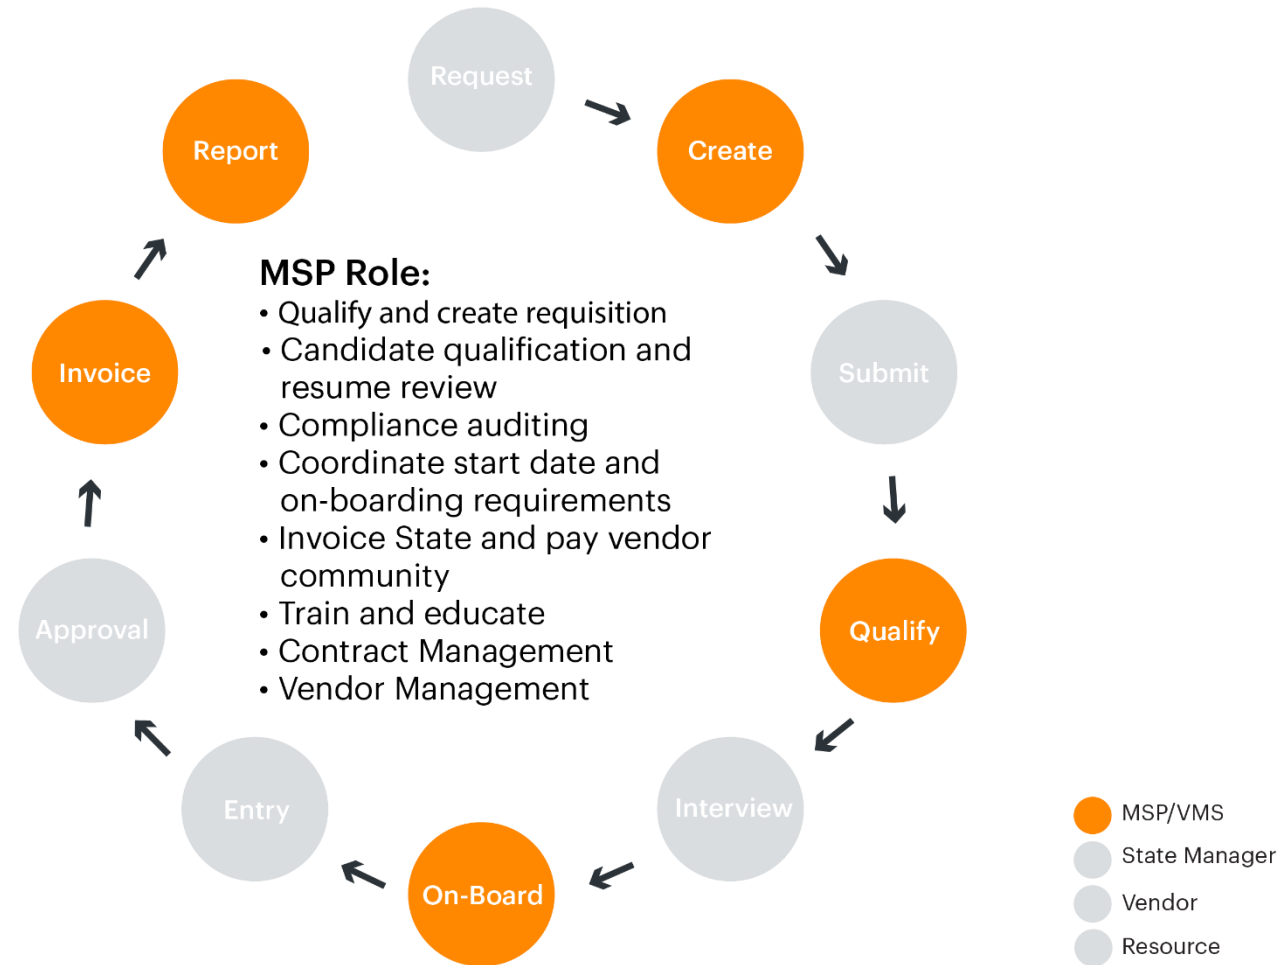 Request
Report
Create
MSP Role:
• Qualify and create requisition
• Candidate qualification and
resume review
• Compliance auditing
• Coordinate start date and
on-boarding requirements
• Invoice State and pay vendor
community
• Train and educate
• Contract Management
• Vendor Management
Invoice
Submit
Approval
Qualify
Entry
Interview
On-Board
MSP/VMS
State Manager
Vendor
Resource